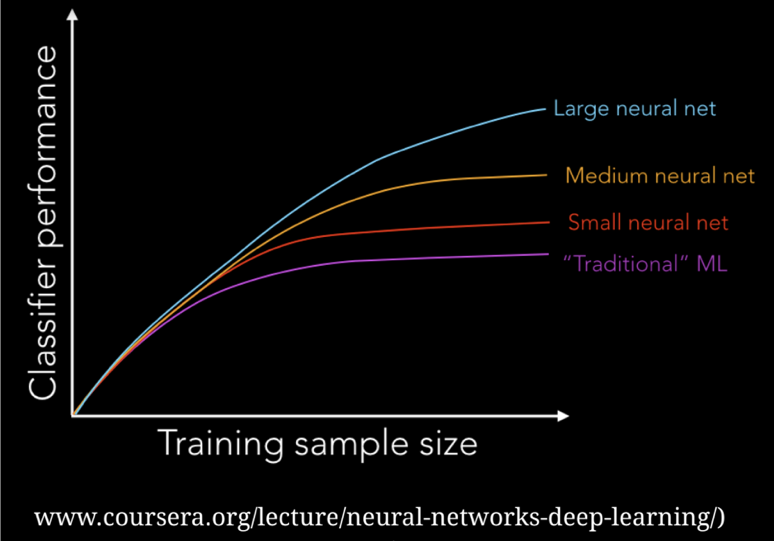 Classifier performance
Large neural net
Medium neural net
Small neural net
“Traditional” ML
Training sample size
www.coursera.org/lecture/neural-networks-deep-learning/)